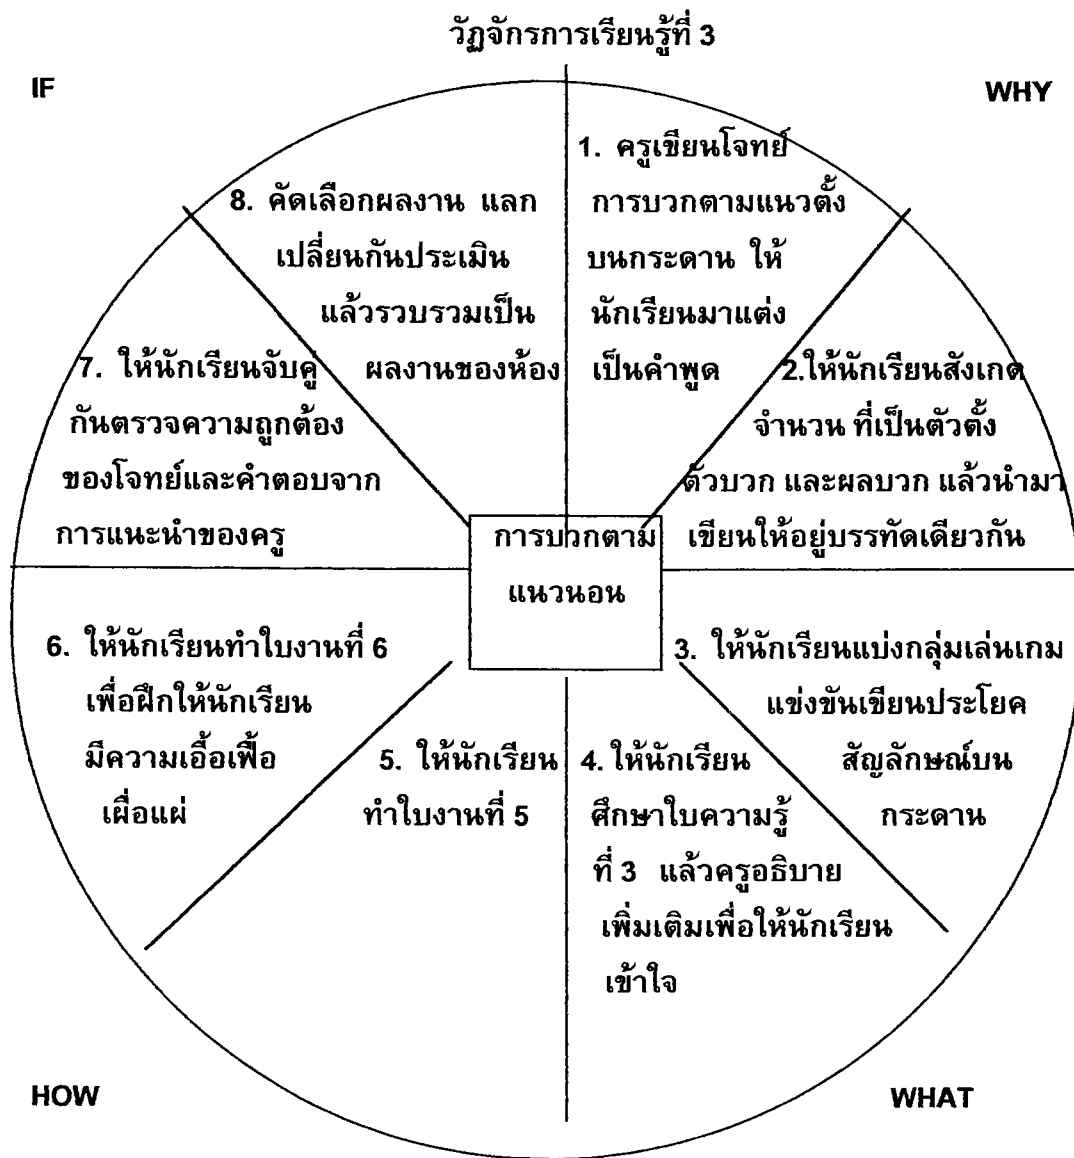 วัฏจักรการเรียนรู้ที่ 3
IF
WHY
1. ครูเขียนโจทย์
การบวกตามแนวตั้ง
บนกระดาน ให้
นักเรียนมาแต่ง
เป็นคำพูด
2.ให้นักเรียนสังเกต
จำนวน ที่เป็นตัวตั้ง
ตัวบวก และผลบวก แล้วนำมา
เขียนให้อยู่บรรทัดเดียวกัน
3. ให้นักเรียนแบ่งกลุ่มเล่นเกม
แข่งขันเขียนประโยค
สัญลักษณ์บน
กระดาน
4. ให้นักเรียน
ศึกษาใบความรู้
ที่ 3 แล้วครูอธิบาย
เพิ่มเติมเพื่อให้นักเรียน
เข้าใจ
5. ให้นักเรียน
ทำใบงานที่ 5
6. ให้นักเรียนทำใบงานที่ 6
เพื่อฝึกให้นักเรียน
มีความเอื้อเฟื้อ
เผื่อแผ่
7. ให้นักเรียนจับคู่
กันตรวจความถูกต้อง
ของโจทย์และคำตอบจาก
การแนะนำของครู
8. คัดเลือกผลงาน แลก
เปลี่ยนกันประเมิน
แล้วรวบรวมเป็น
ผลงานของห้อง
การบวกตาม
แนวนอน
HOW
WHAT